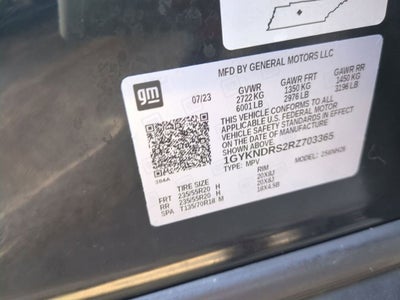 MFD BY GENERAL MOTORS LLC
gm 07/23
GVWR GAWR FRT GAWR RR
2722 KG 1350 KG 1450 KG
6001 LB 2976 LB 3196 LB
THIS VEHICLE CONFORMS TO ALL
APPLICABLE U.S. FEDERAL MOTOR
VEHICLE SAFETY STANDARDS IN EFFECT
ON THE DATE OF MANUFACTURE
1GYKNDRS2RZ703365
TYPE: MPV
TIRE SIZE RIM
FRT 235/55R20 H 20X8J
RR 235/55R20 H 20X8J
SPA T135/70R18 M 18X4.5B